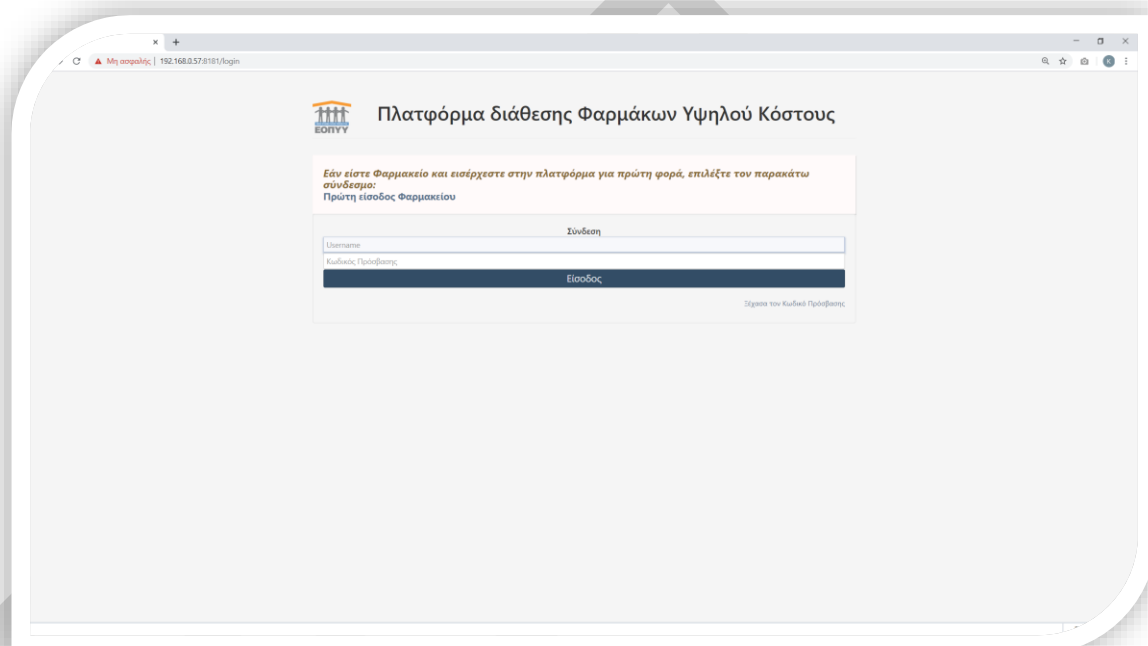 Μη ασφαλής | 192.168.0.57:8181/login
K
ΕΟΠΥΥ
Πλατφόρμα διάθεσης Φαρμάκων Υψηλού Κόστους
Εάν είστε Φαρμακείο και εισέρχεστε στην πλατφόρμα για πρώτη φορά, επιλέξτε τον παρακάτω
σύνδεσμο:
Πρώτη είσοδος Φαρμακείου
Σύνδεση
Username
Κωδικός Πρόσβασης
Είσοδος
Ξέχασα τον Κωδικό Πρόσβασης